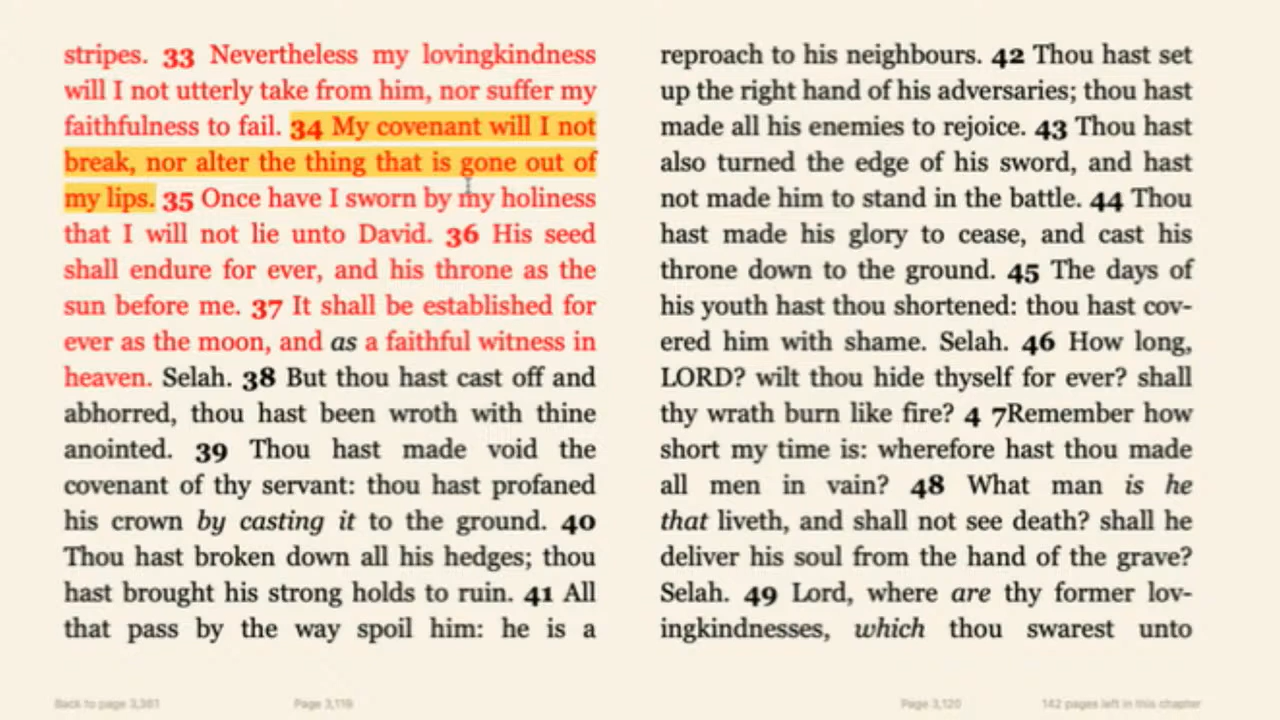 stripes. 33 Nevertheless my lovingkindness
will I not utterly take from him, nor suffer my
faithfulness to fail. 34 My covenant will I not
break, nor alter the thing that is gone out of
my lips. 35 Once have I sworn by my holiness
that I will not lie unto David. 36 His seed
shall endure for ever, and his throne as the
sun before me. 37 It shall be established for
ever as the moon, and as a faithful witness in
heaven. Selah. 38 But thou hast cast off and
abhorred, thou hast been wroth with thine
anointed. 39 Thou hast made void the
covenant of thy servant: thou hast profaned
his crown by casting it to the ground. 40
Thou hast broken down all his hedges; thou
hast brought his strong holds to ruin. 41 All
that pass by the way spoil him: he is a
reproach to his neighbours. 42 Thou hast set
up the right hand of his adversaries; thou hast
made all his enemies to rejoice. 43 Thou hast
also turned the edge of his sword, and hast
not made him to stand in the battle. 44 Thou
hast made his glory to cease, and cast his
throne down to the ground. 45 The days of
his youth hast thou shortened: thou hast cov-
ered him with shame. Selah. 46 How long,
LORD? wilt thou hide thyself for ever? shall
thy wrath burn like fire? 4 7Remember how
short my time is: wherefore hast thou made
all men in vain? 48 What man is he
that liveth, and shall not see death? shall he
deliver his soul from the hand of the grave?
Selah. 49 Lord, where are thy former lov-
ingkindnesses, which thou swarest unto
Back to page 3,361
Page 3,119
Page 3,120
142 pages left in this chapter